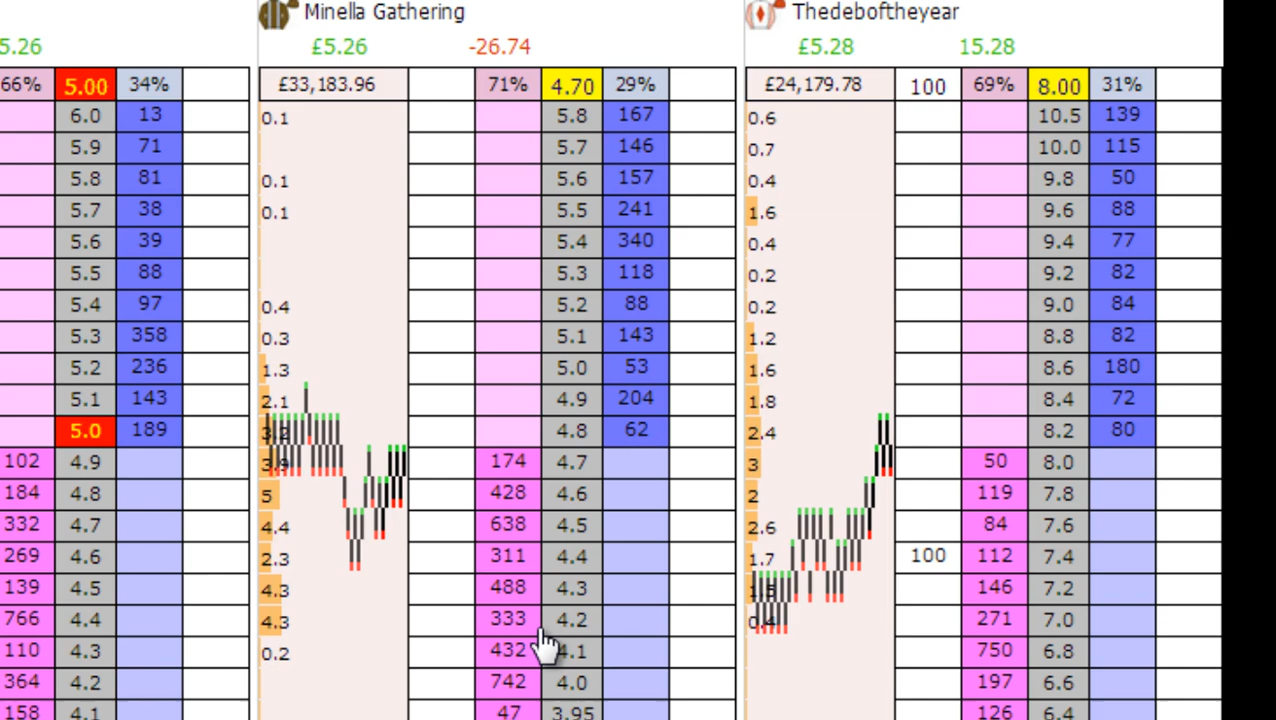 Minella Gathering Thedeboftheyear
5.26 £5.26 -26.74 £5.28 15.28
66% 5.00 34% £33,183.96 71% 4.70 29% £24,179.78 100 69% 8.00 31%
6.0 13 0.1 5.8 167 0.6 10.5 139
5.9 71 5.7 146 0.7 10.0 115
5.8 81 0.1 5.6 157 0.4 9.8 50
5.7 38 0.1 5.5 241 1.6 9.6 88
5.6 39 5.4 340 0.4 9.4 77
5.5 88 5.3 118 0.2 9.2 82
5.4 97 0.4 5.2 88 0.2 9.0 84
5.3 358 0.3 5.1 143 1.2 8.8 82
5.2 236 1.3 5.0 53 1.6 8.6 180
5.1 143 2.1 4.9 204 1.8 8.4 72
5.0 189 3.2 4.8 62 2.4 8.2 80
102 4.9 3.9 174 4.7 3 50 8.0
184 4.8 5 428 4.6 2 119 7.8
332 4.7 4.4 638 4.5 2.6 84 7.6
269 4.6 2.3 311 4.4 1.7 100 112 7.4
139 4.5 4.3 488 4.3 1.5 146 7.2
766 4.4 4.3 333 4.2 0.4 271 7.0
110 4.3 0.2 432 4.1 750 6.8
364 4.2 742 4.0 197 6.6
158 4.1 47 3.95 126 6.4